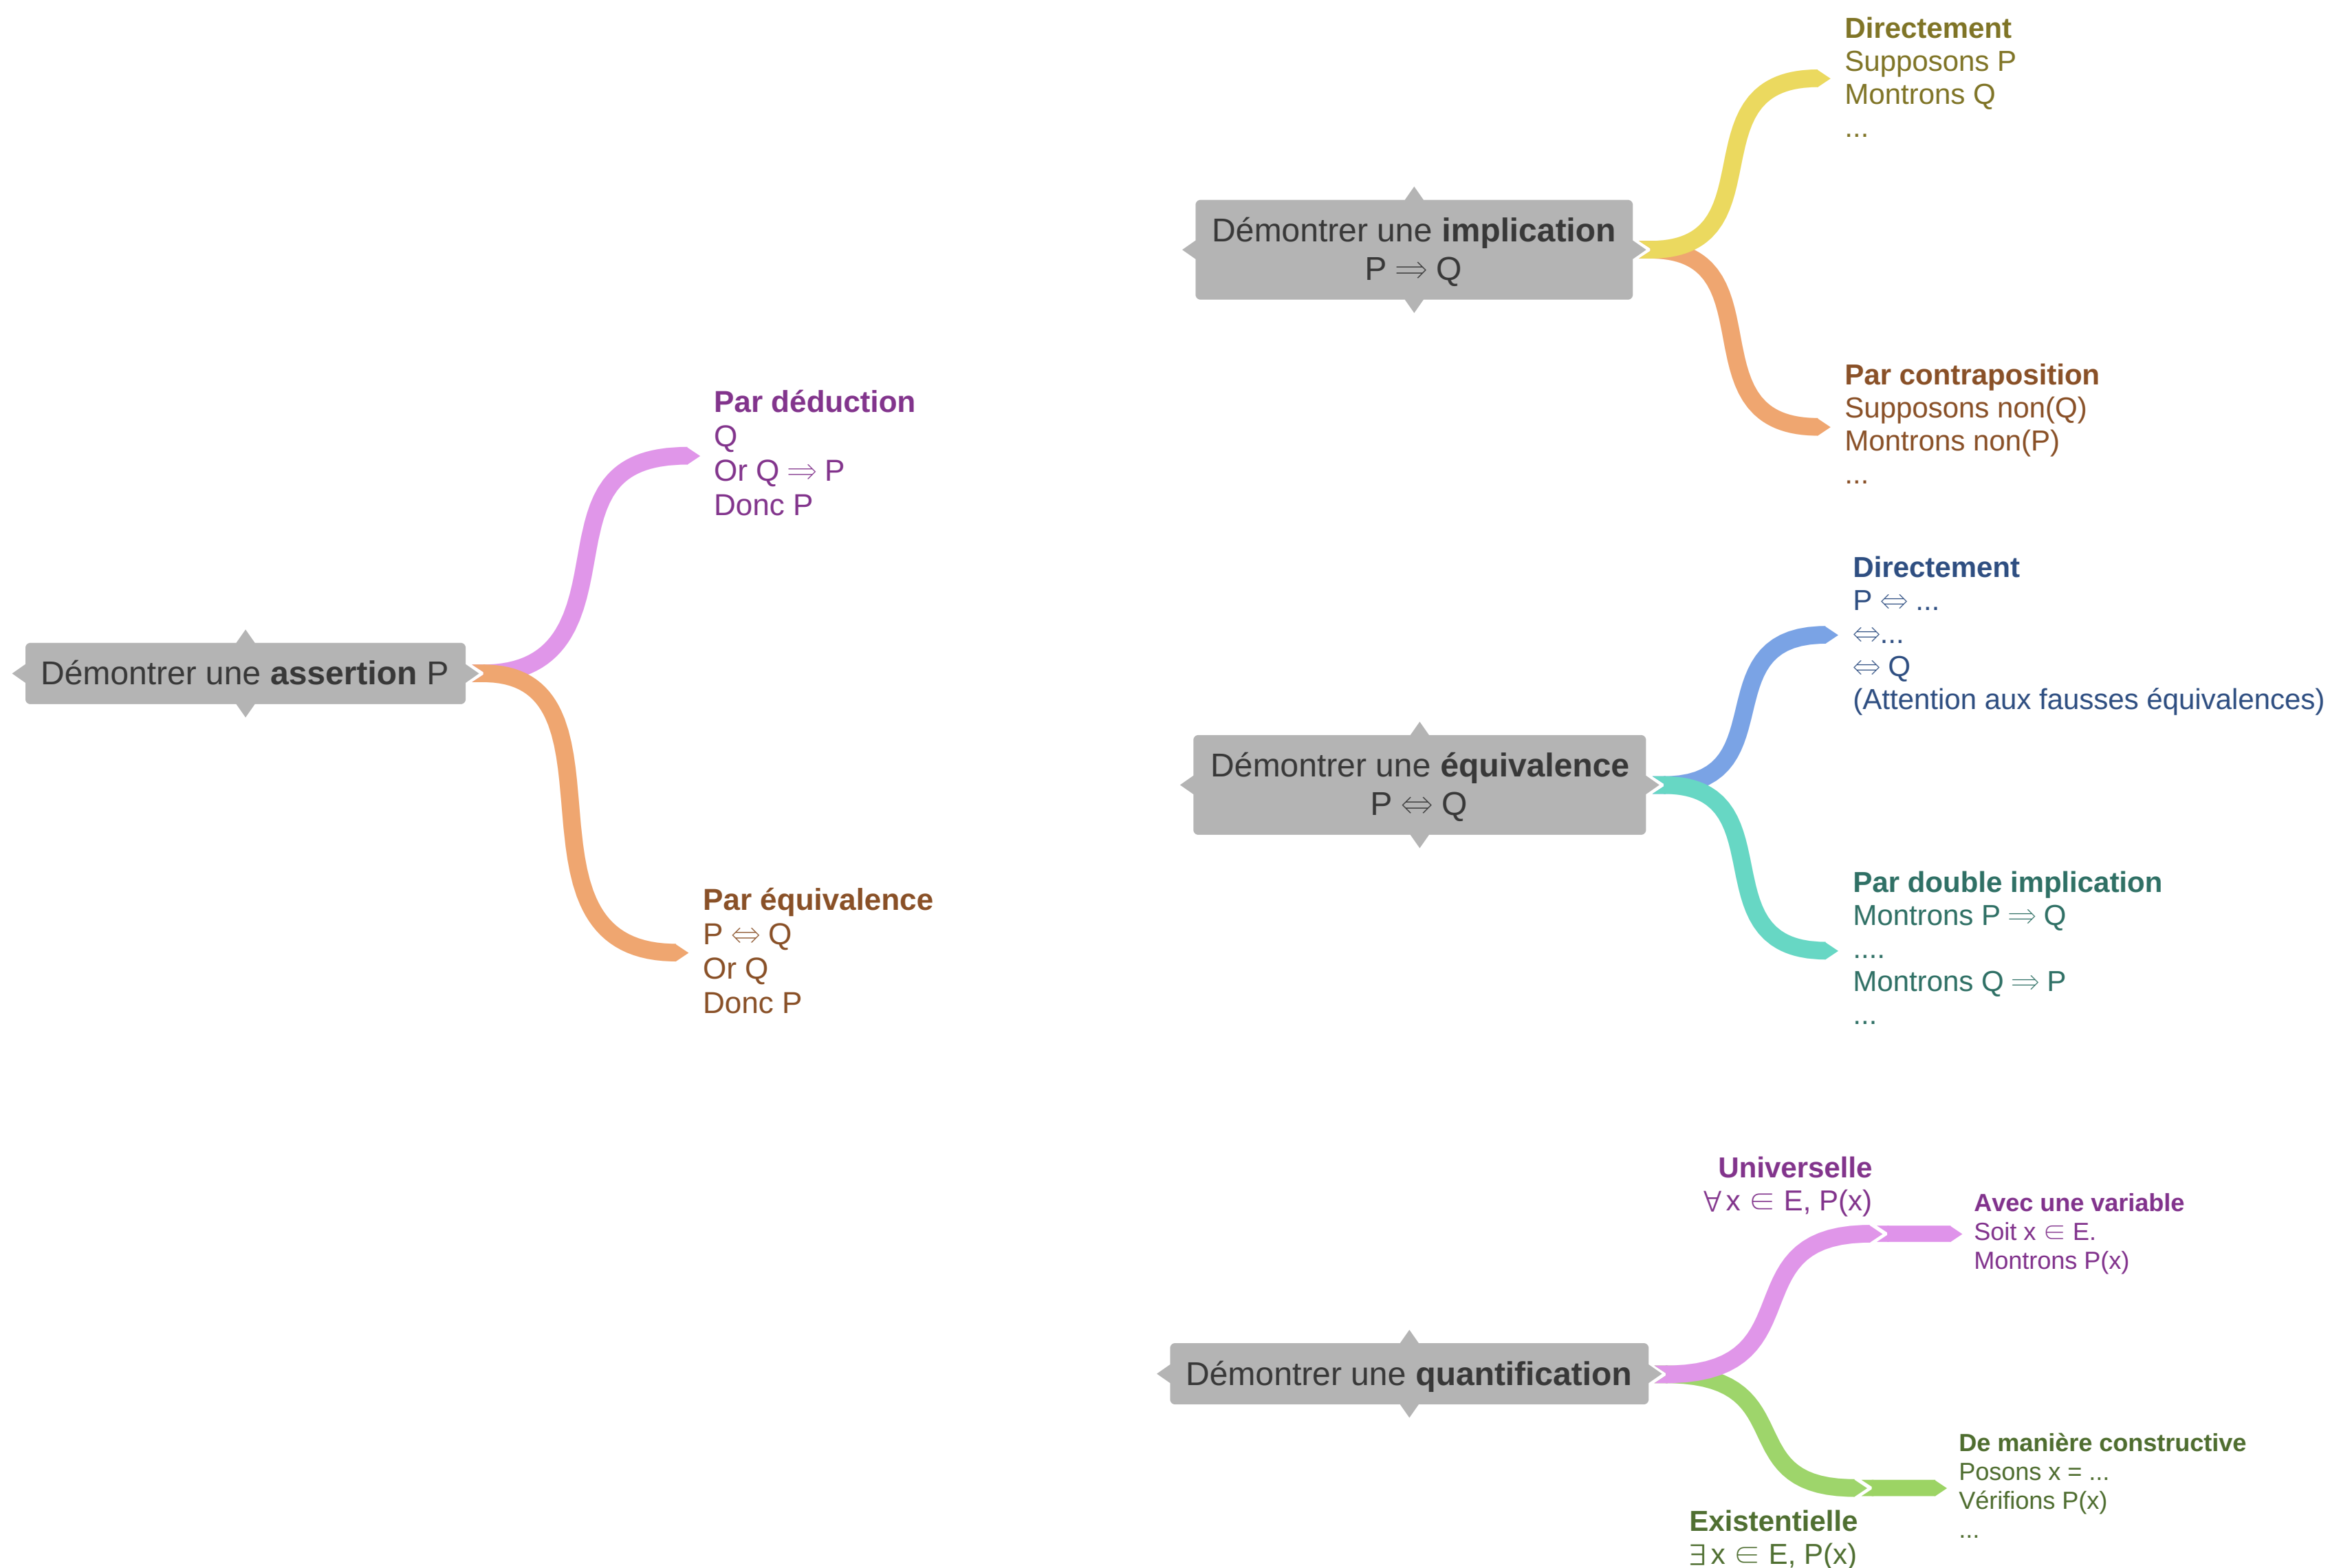 Démontrer une assertion P
Par déduction
Q
Or Q ⟹ P
Donc P
Par équivalence
P ⇔ Q
Or Q
Donc P
Démontrer une implication
P ⟹ Q
Directement
Supposons P
Montrons Q
...
Par contraposition
Supposons non(Q)
Montrons non(P)
...
Démontrer une équivalence
P ⇔ Q
Directement
P ⇔ ...
⇔...
⇔ Q
(Attention aux fausses équivalences)
Par double implication
Montrons P ⟹ Q
....
Montrons Q ⟹ P
...
Démontrer une quantification
Universelle
∀ x ∈ E, P(x)
Avec une variable
Soit x ∈ E.
Montrons P(x)
Existentielle
∃ x ∈ E, P(x)
De manière constructive
Posons x = ...
Vérifions P(x)
...